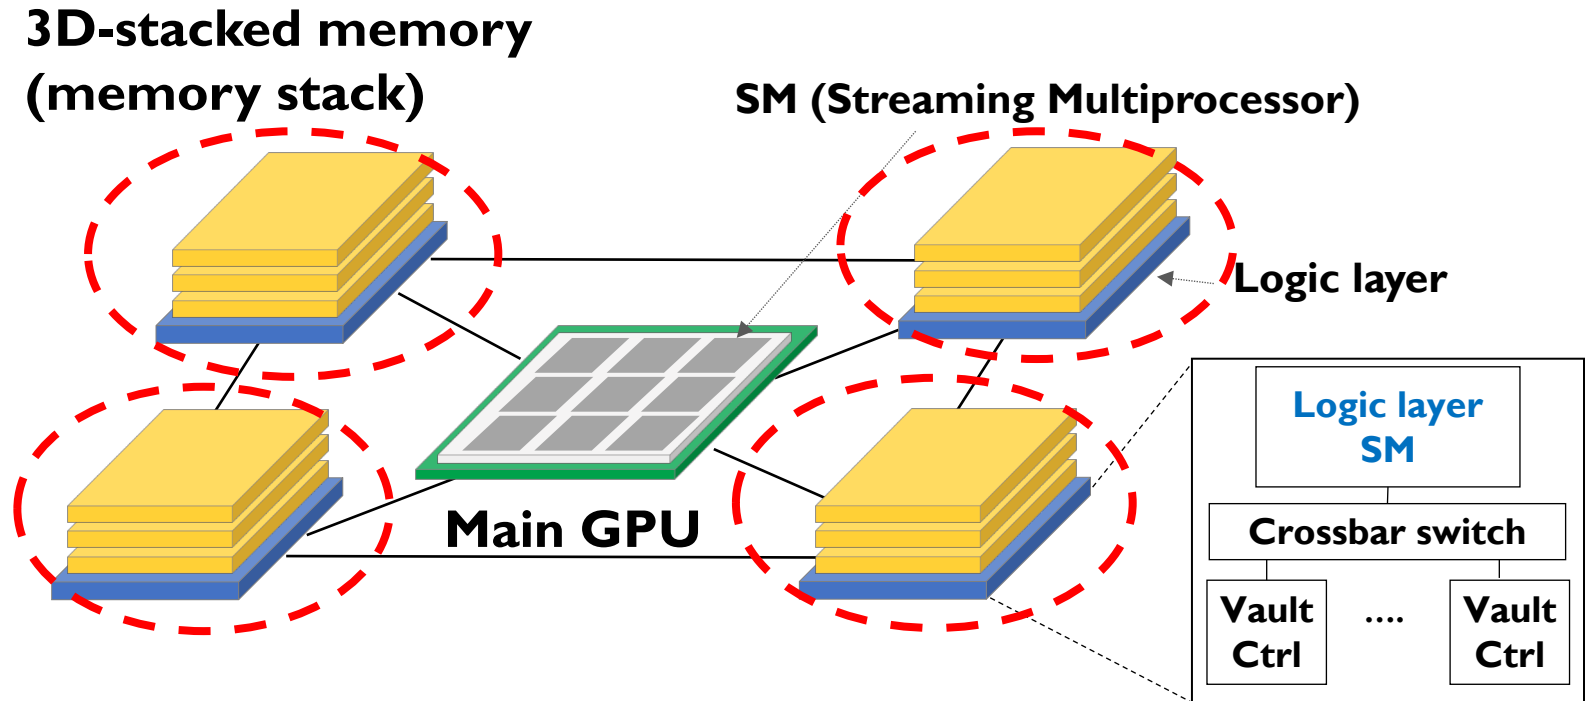 3D-stacked memory
(memory stack)
SM (Streaming Multiprocessor)
Logic layer
Main GPU
Logic layer
SM
Crossbar switch
Vault
Ctrl
....
Vault
Ctrl